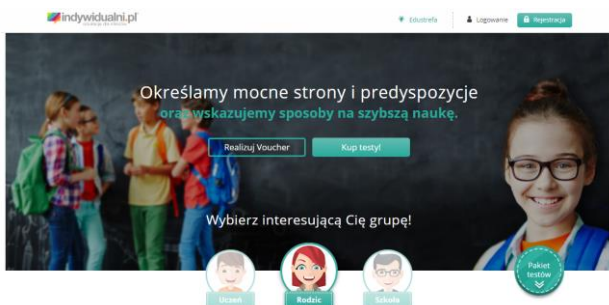 indywidualni.pl
Edustrefa
Logowanie
Rejestracja
Określamy mocne strony i predyspozycje
oraz wskazujemy sposoby na szybszą naukę.
Realizuj Voucher
Kup testy!
Wybierz interesującą Cię grupę!
Pakiet
testów
Uczeń
Rodzic
Szkoła